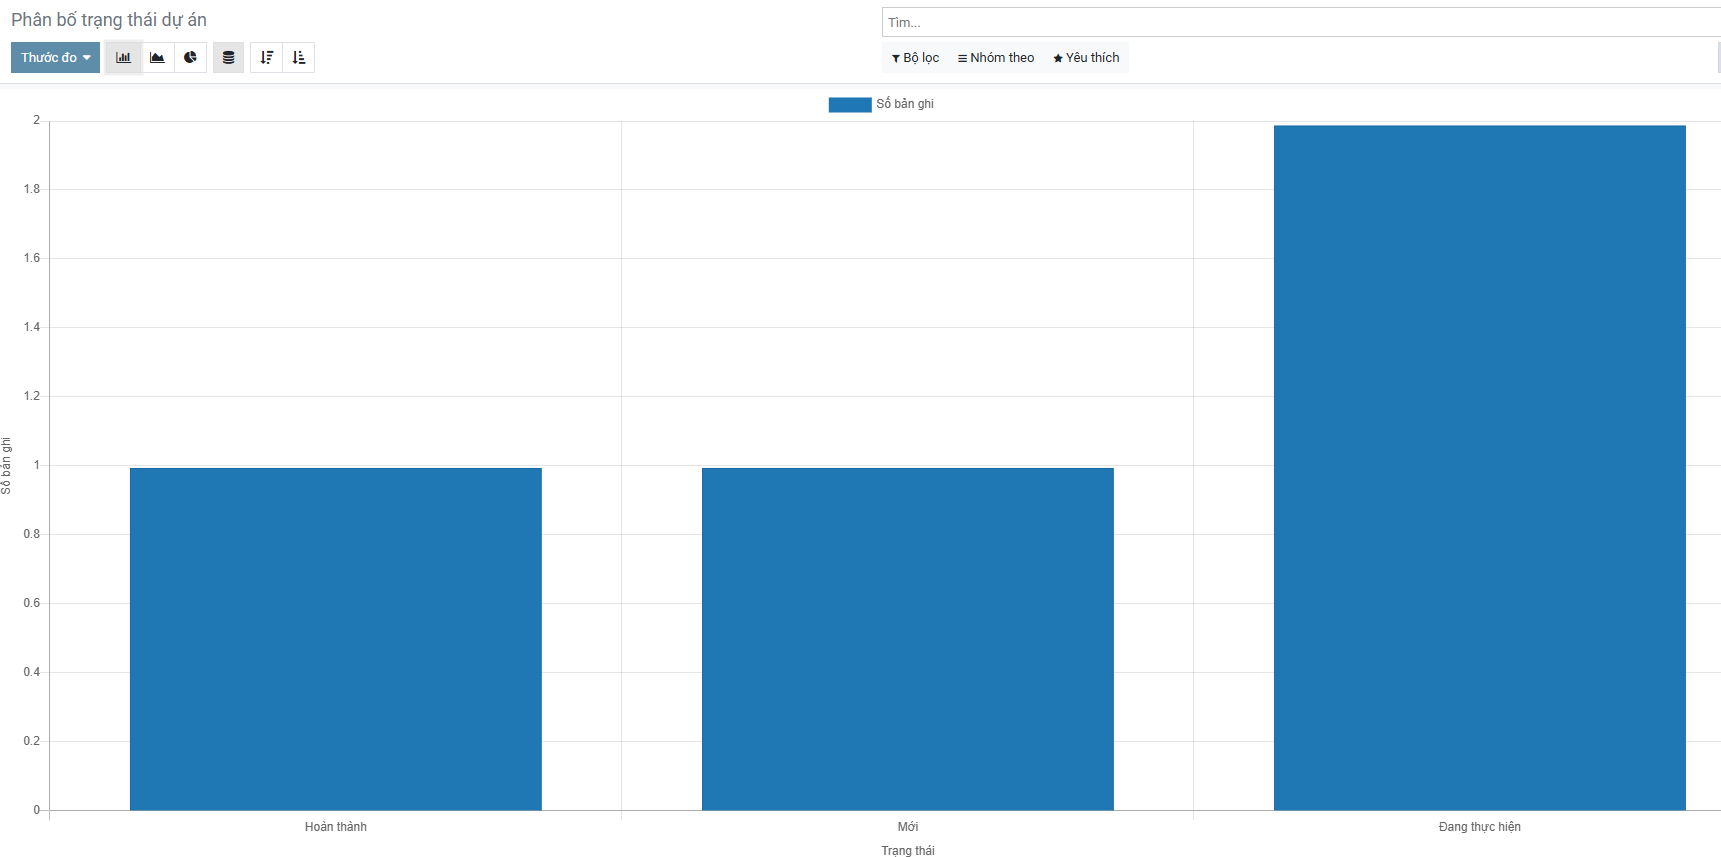 Phân bố trạng thái dự án
Tìm...
Thước đo
Bộ lọc
Nhóm theo
Yêu thích
Số bản ghi
2
1.8
1.6
1.4
1.2
1
0.8
0.6
0.4
0.2
0
Số bản ghi
Hoàn thành
Mới
Đang thực hiện
Trạng thái